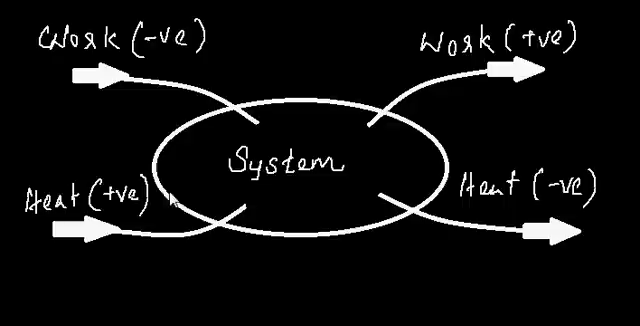 Work (-ve)
Work (+ve)
System
Heat (+ve)
Heat (-ve)